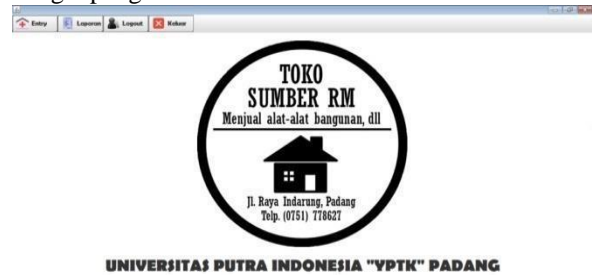 Entry Laporan Logout Keluar
TOKO
SUMBER RM
Menjual alat-alat bangunan, dll
Jl. Raya Indarung, Padang
Telp. (0751) 778627
UNIVERSITAS PUTRA INDONESIA "YPTK" PADANG